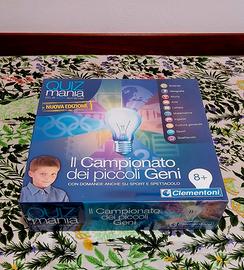 QUIZ
mania
NUOVA EDIZIONE
Il Campionato
dei piccoli Geni
CON DOMANDE ANCHE SU SPORT E SPETTACOLO
8+
Clementoni
mania
Il Campionato
dei piccoli
Geni
Clementoni